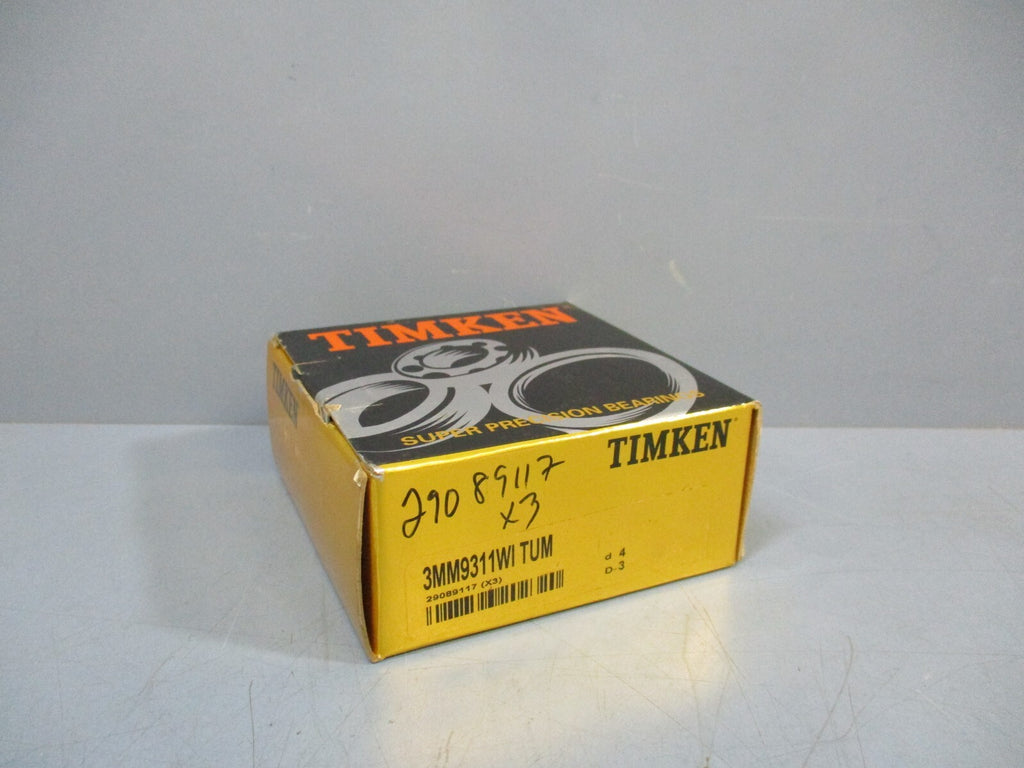 TIMKEN
SUPER PRECISION BEARINGS
TIMKEN
TIMKEN
29089117
X3
3MM9311WI TUM
29089117 (X3)
d 4
D-3